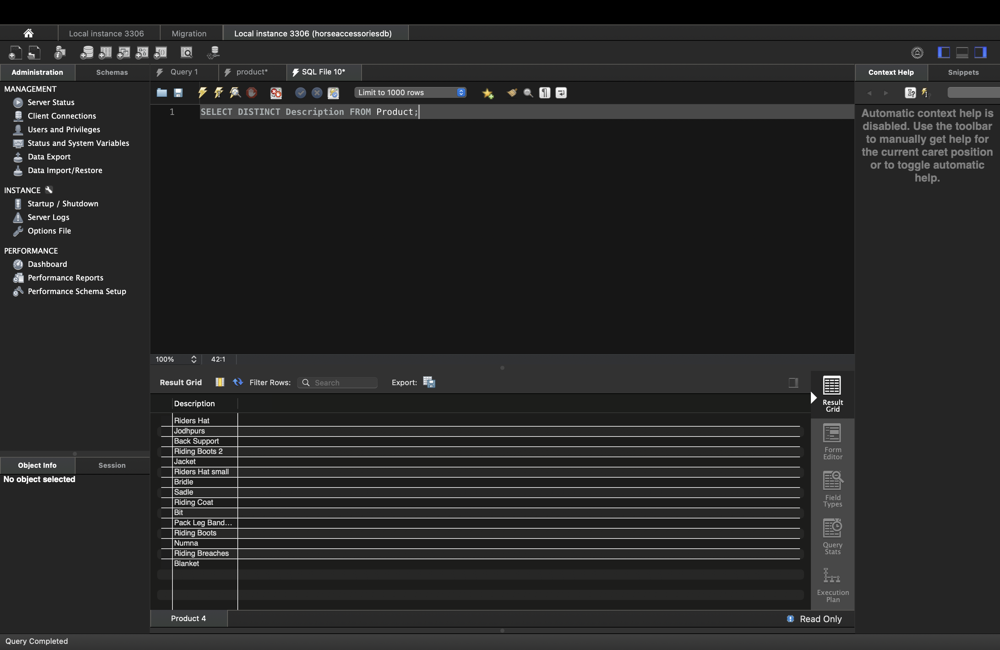 Local instance 3306
Migration
Local instance 3306 (horseaccessoriesdb)
Administration
Schemas
Query 1
product*
SQL File 10*
Context Help
Snippets
MANAGEMENT
Server Status
Client Connections
Users and Privileges
Status and System Variables
Data Export
Data Import/Restore
INSTANCE
Startup / Shutdown
Server Logs
Options File
PERFORMANCE
Dashboard
Performance Reports
Performance Schema Setup
Object Info
Session
No object selected
Limit to 1000 rows
1 SELECT DISTINCT Description FROM Product;
100%
42:1
Result Grid
Filter Rows:
Search
Export:
Description
Riders Hat
Jodhpurs
Back Support
Riding Boots 2
Jacket
Riders Hat small
Bridle
Sadle
Riding Coat
Bit
Pack Leg Band...
Riding Boots
Numna
Riding Breaches
Blanket
Result
Grid
Form
Editor
Field
Types
Query
Stats
Execution
Plan
Product 4
Read Only
Automatic context help is
disabled. Use the toolbar
to manually get help for
the current caret position
or to toggle automatic
help.
Query Completed